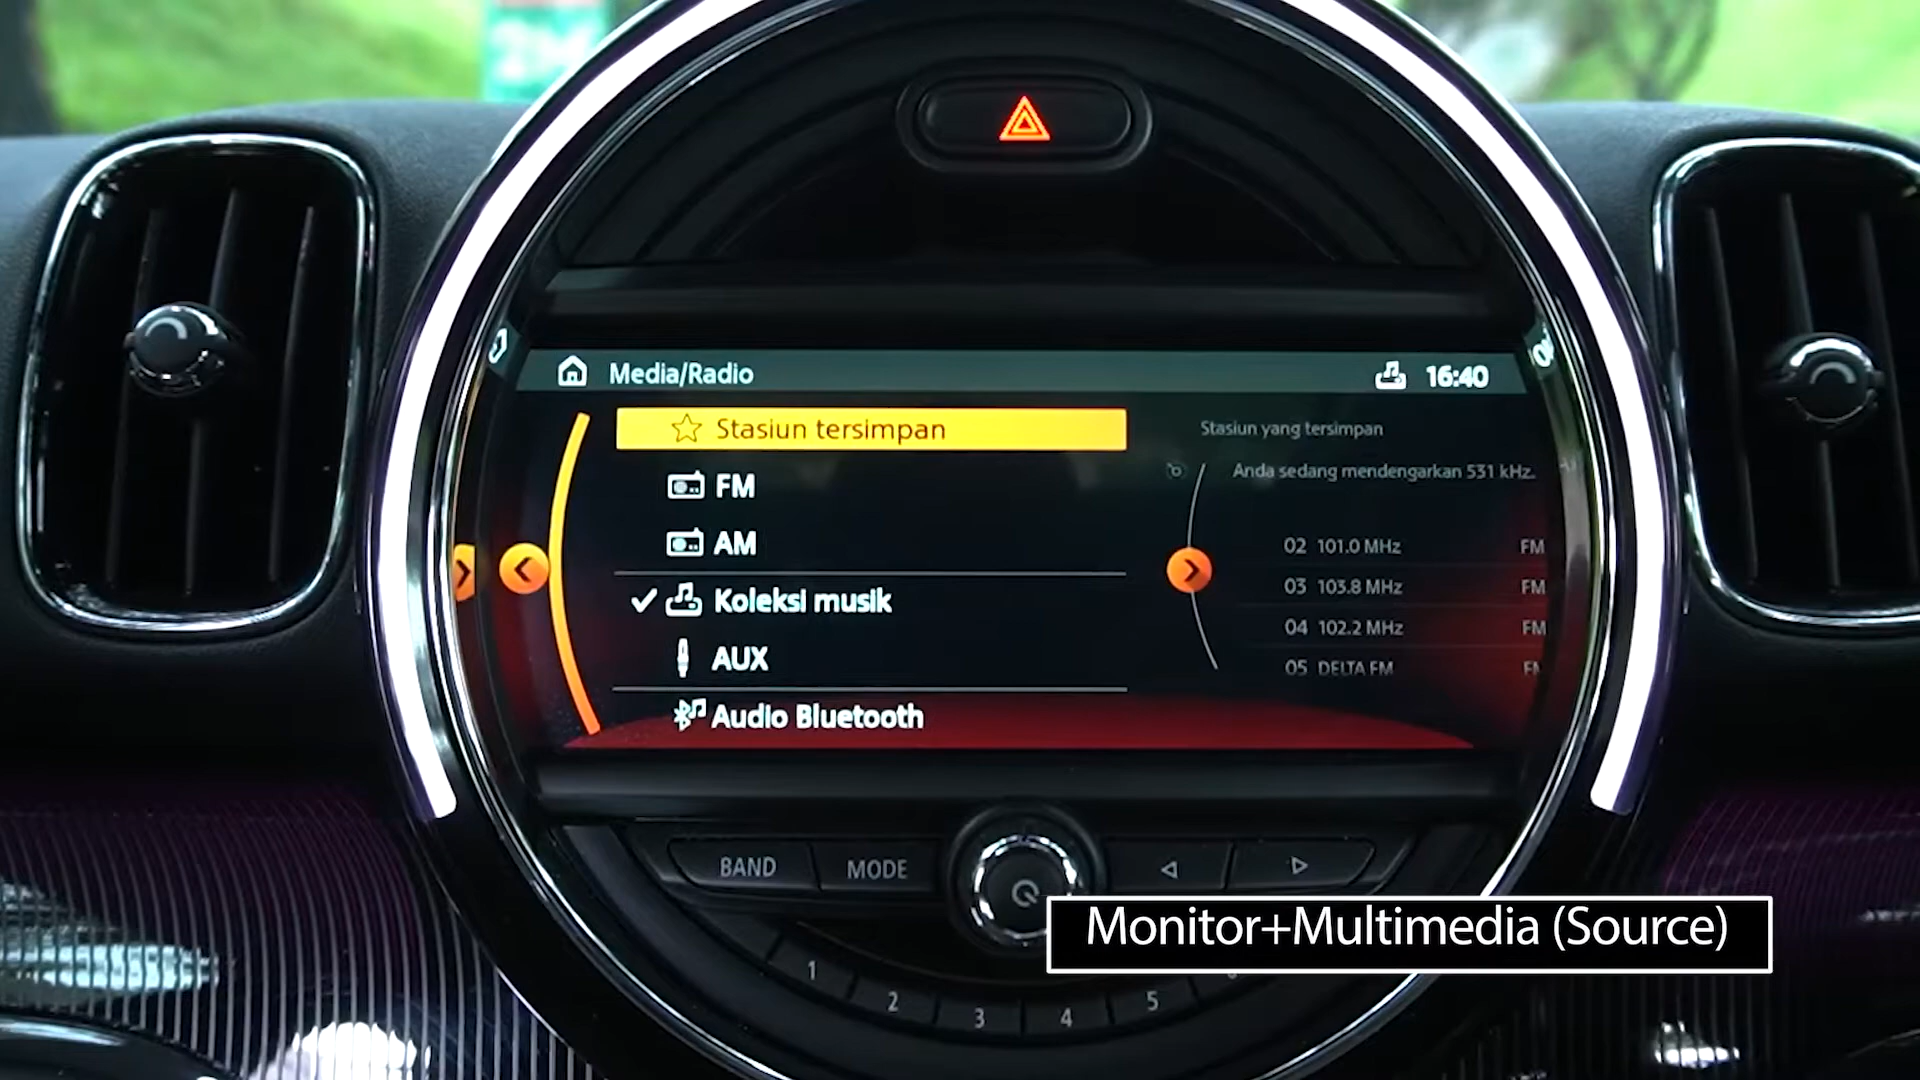 Media/Radio
16:40
Stasiun tersimpan
FM
AM
Koleksi musik
AUX
Audio Bluetooth
Stasiun yang tersimpan
Anda sedang mendengarkan 531 kHz.
02 101.0 MHz FM
03 103.8 MHz FM
04 102.2 MHz FM
05 DELTA FM
BAND
MODE
Monitor+Multimedia (Source)
1
2
3
4
5